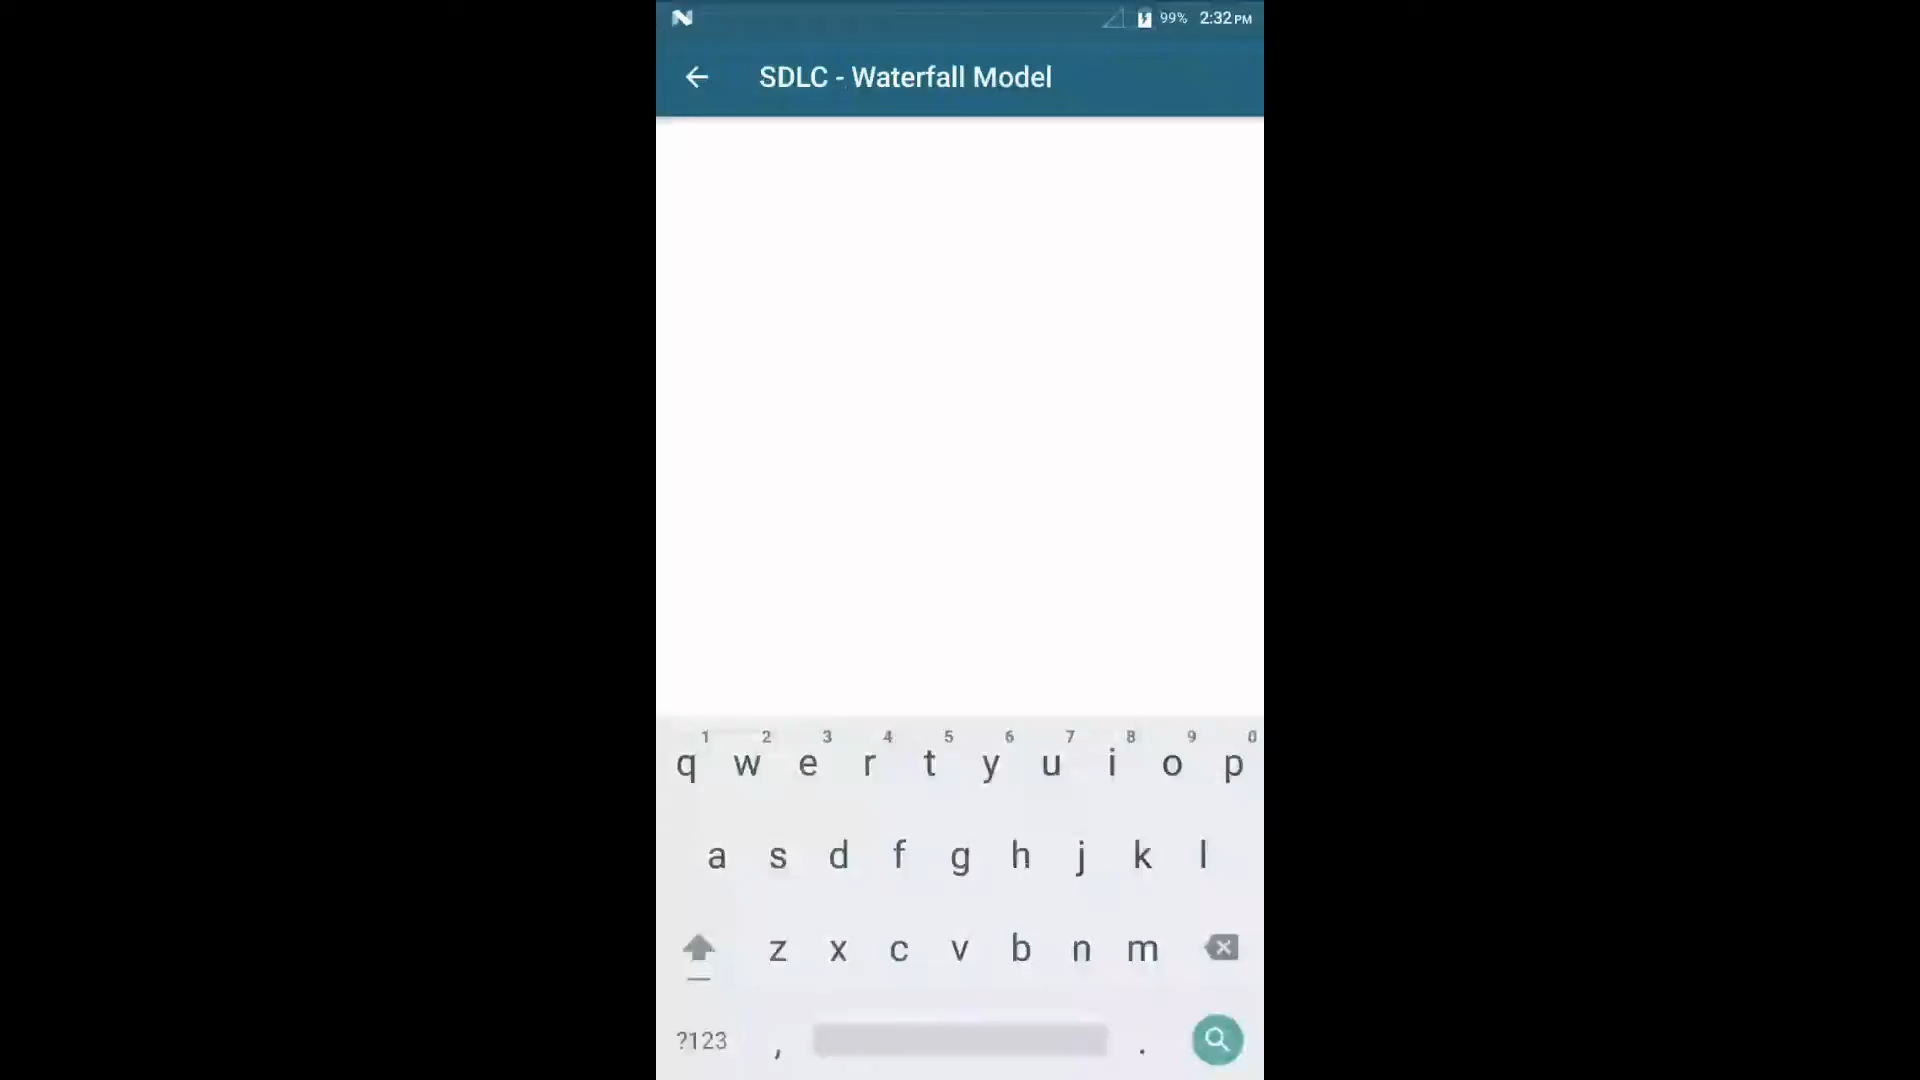 99% 2:32 PM
SDLC - Waterfall Model
1 2 3 4 5 6 7 8 9 0
q w e r t y u i o p
a s d f g h j k l
z x c v b n m
?123 , .